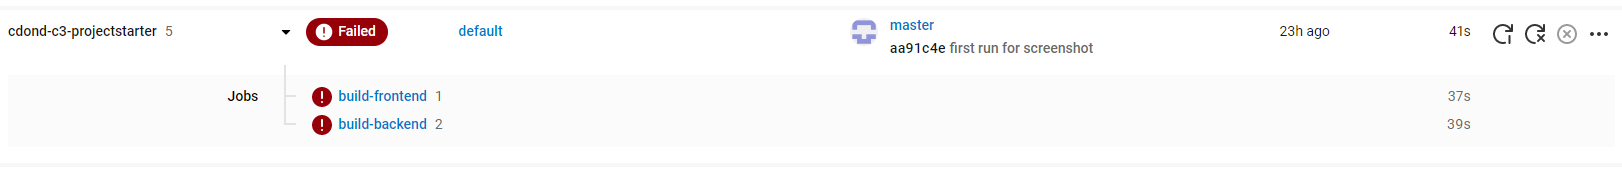 cdond-c3-projectstarter 5 Failed default master 23h ago 41s
aa91c4e first run for screenshot
Jobs build-frontend 1 37s
build-backend 2 39s